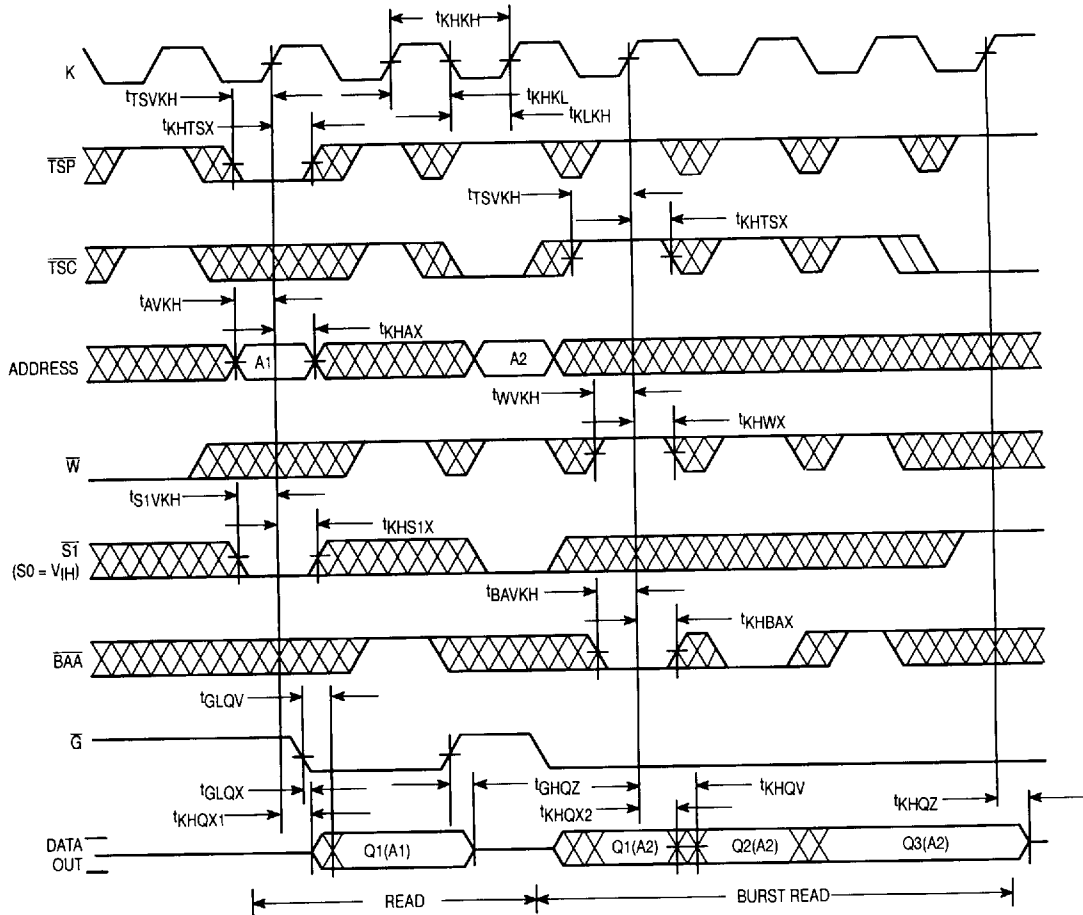 tKHKH
K
tTSVKH
tKHKL
tKHTSX
tKLKH
TSP
tTSVKH
tKHTSX
TSC
tAVKH
tKHAX
ADDRESS
A1
A2
tWVKH
tKHWX
W
tS1VKH
tKHS1X
S1
(S0 = VIH)
tBAVKH
tKHBAX
BAA
tGLQV
G
tGLQX
tGHQZ
tKHQV
tKHQX1
tKHQX2
tKHQZ
DATA
OUT
Q1(A1)
Q1(A2)
Q2(A2)
Q3(A2)
READ
BURST READ